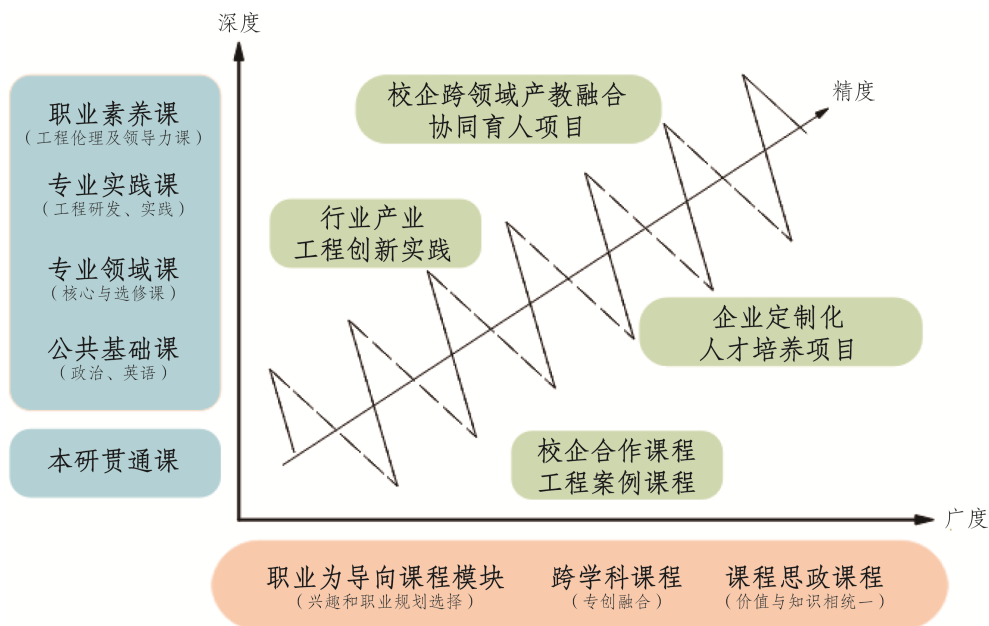 深度
精度
广度
职业素养课
（工程伦理及领导力课）
专业实践课
（工程研发、实践）
专业领域课
（核心与选修课）
公共基础课
（政治、英语）
本研贯通课
校企跨领域产教融合
协同育人项目
行业产业
工程创新实践
企业定制化
人才培养项目
校企合作课程
工程案例课程
职业为导向课程模块
（兴趣和职业规划选择）
跨学科课程
（专创融合）
课程思政课程
（价值与知识相统一）